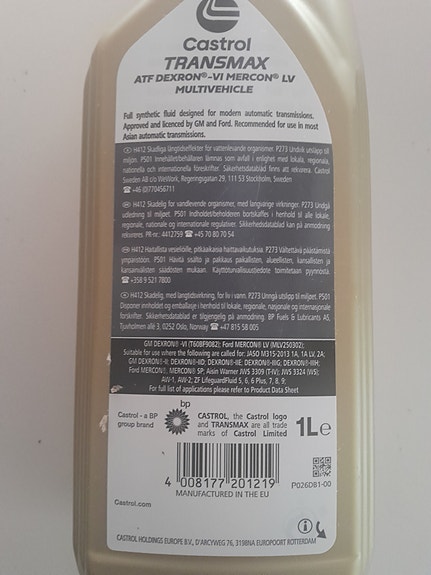 Castrol
TRANSMAX
ATF DEXRON®-VI MERCON® LV
MULTIVEHICLE
Full synthetic fluid designed for modern automatic transmissions.
Approved and licenced by GM and Ford. Recommended for use in most
Asian automatic transmissions.
H412 Skadliga långtidseffekter för vattenlevande organismer. P273 Undvik utsläpp till
miljön. P501 Innehållet/behållaren lämnas som avfall i enlighet med lokala, regionala,
nationella och internationella föreskrifter. Säkerhetsdatablad finns att rekvirera. Castrol
Sweden AB c/o WeWork, Regeringsgatan 29, 111 53 Stockholm, Sweden
☎ +46 (0)770456711
H412 Skadelig for vandlevende organismer, med langvarige virkninger. P273 Undgå
udledning til miljøet. P501 Indholdet/beholderen bortskaffes i henhold til alle lokale,
regionale, nationale og internationale regulativer. Sikkerhedsdatablad kan på anmodning
rekvireres. PR-nr.: 4412759 ☎ +45 70 80 70 54
H412 Haitallista vesieliöille, pitkäaikaisia haittavaikutuksia. P273 Vältettävä päästämistä
ympäristöön. P501 Hävitä sisältö ja pakkaus paikallisten, alueellisten, kansallisten ja
kansainvälisten säädösten mukaan. Käyttöturvallisuustiedote toimitetaan pyynnöstä.
☎ +358 9 521 7800
H412 Skadelig, med langtidsvirkning, for liv i vann. P273 Unngå utslipp til miljøet. P501
Disponer innholdet og emballasje i henhold til lokale, regionale, nasjonale og internasjonale
forskrifter. Sikkerhetsdatablad er tilgjengelig på anmodning. BP Fuels & Lubricants AS,
Tjuvholmen allé 3, 0252 Oslo, Norway ☎ +47 815 58 005
GM DEXRON® -VI (T60BF9082); Ford MERCON® LV (MLV250302);
Suitable for use where the following are called for: JASO M315-2013 1A, 1A LV, 2A;
GM DEXRON®-II; DEXRON®-IID; DEXRON®-IIE; DEXRON®-IIIG; DEXRON®-IIIH;
Ford MERCON®, MERCON® SP; Aisin Warner JWS 3309 (T-IV); JWS 3324 (WS);
AW-1, AW-2; ZF LifeguardFluid 5, 6, 6 Plus, 7, 8, 9.
For full list of applications please refer to Product Data Sheet
Castrol - a BP
group brand
bp
CASTROL, the Castrol logo
and TRANSMAX are all trade
marks of Castrol Limited
1L℮
4 008177 201219
P026DB1-00
MANUFACTURED IN THE EU
Castrol.com
CASTROL HOLDINGS EUROPE B.V., D'ARCYWEG 76, 3198NA EUROPOORT ROTTERDAM